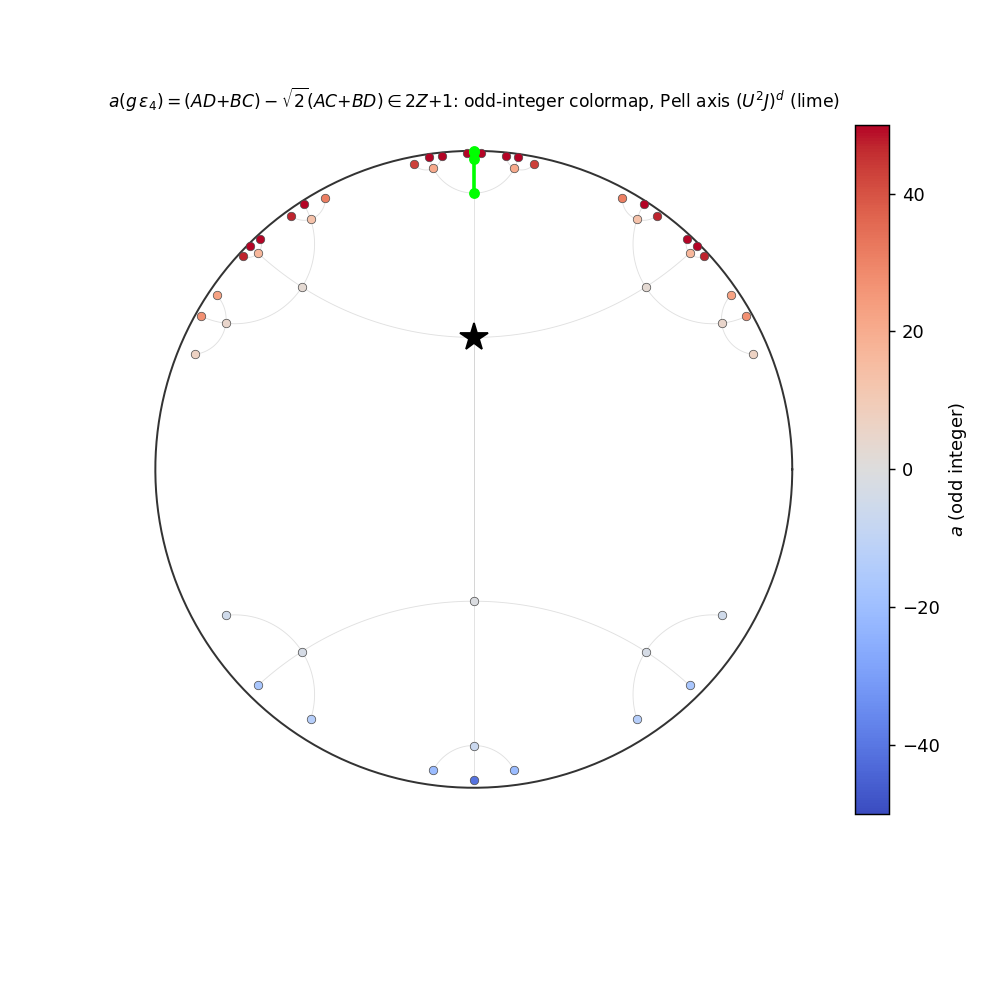 a(g ε₄) = (AD+BC) − √2(AC+BD) ∈ 2Z+1: odd-integer colormap, Pell axis (U²J)ᵈ (lime)
40
20
0
−20
−40
a (odd integer)